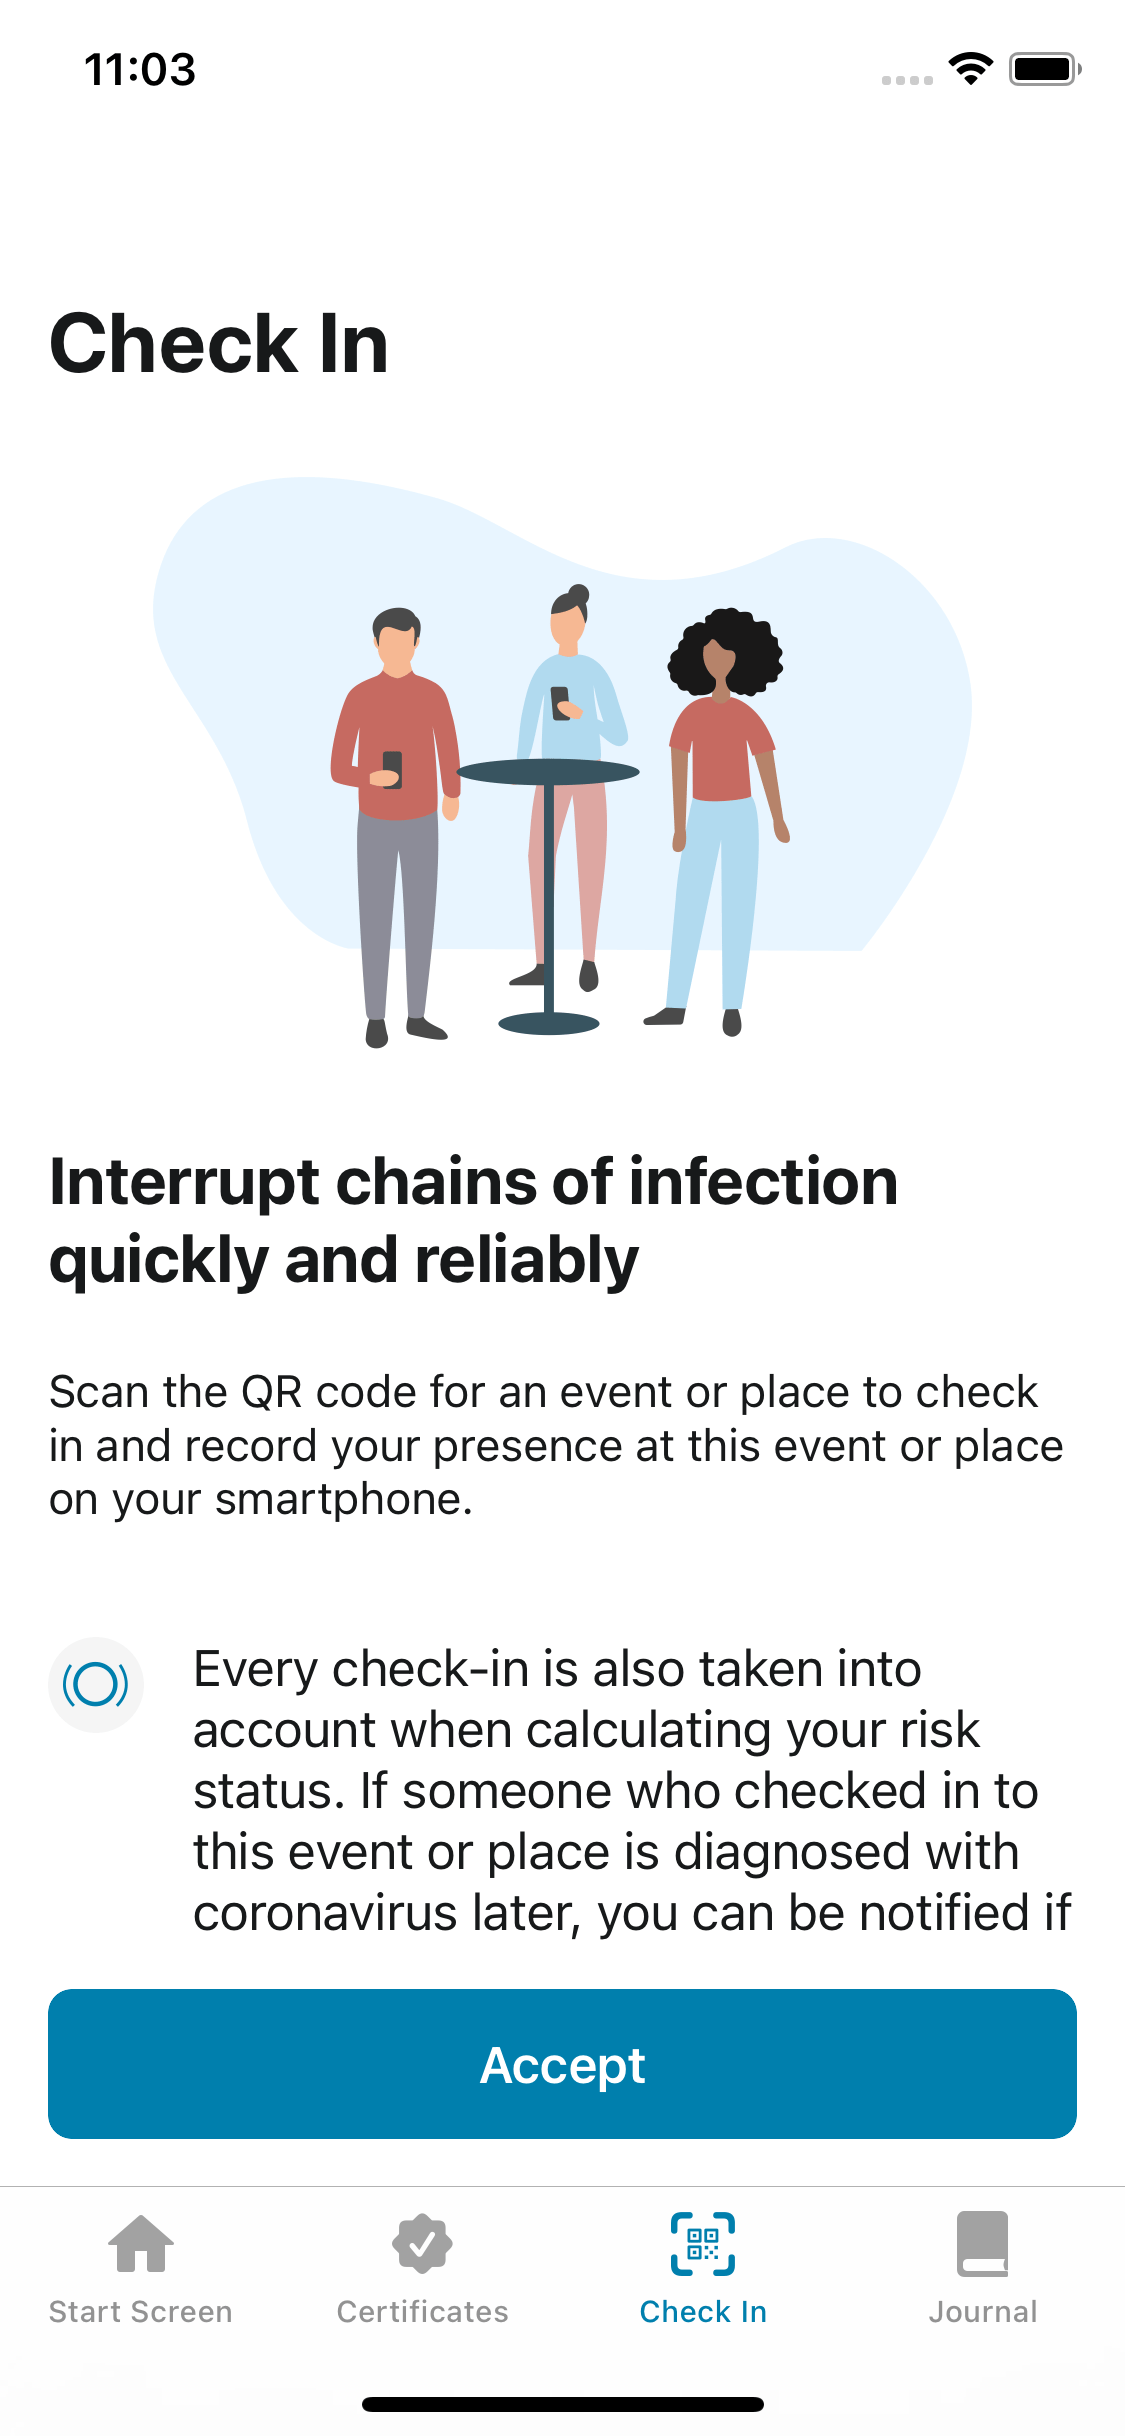 11:03
Check In
Interrupt chains of infection
quickly and reliably
Scan the QR code for an event or place to check
in and record your presence at this event or place
on your smartphone.
Every check-in is also taken into
account when calculating your risk
status. If someone who checked in to
this event or place is diagnosed with
coronavirus later, you can be notified if
Accept
Start Screen
Certificates
Check In
Journal